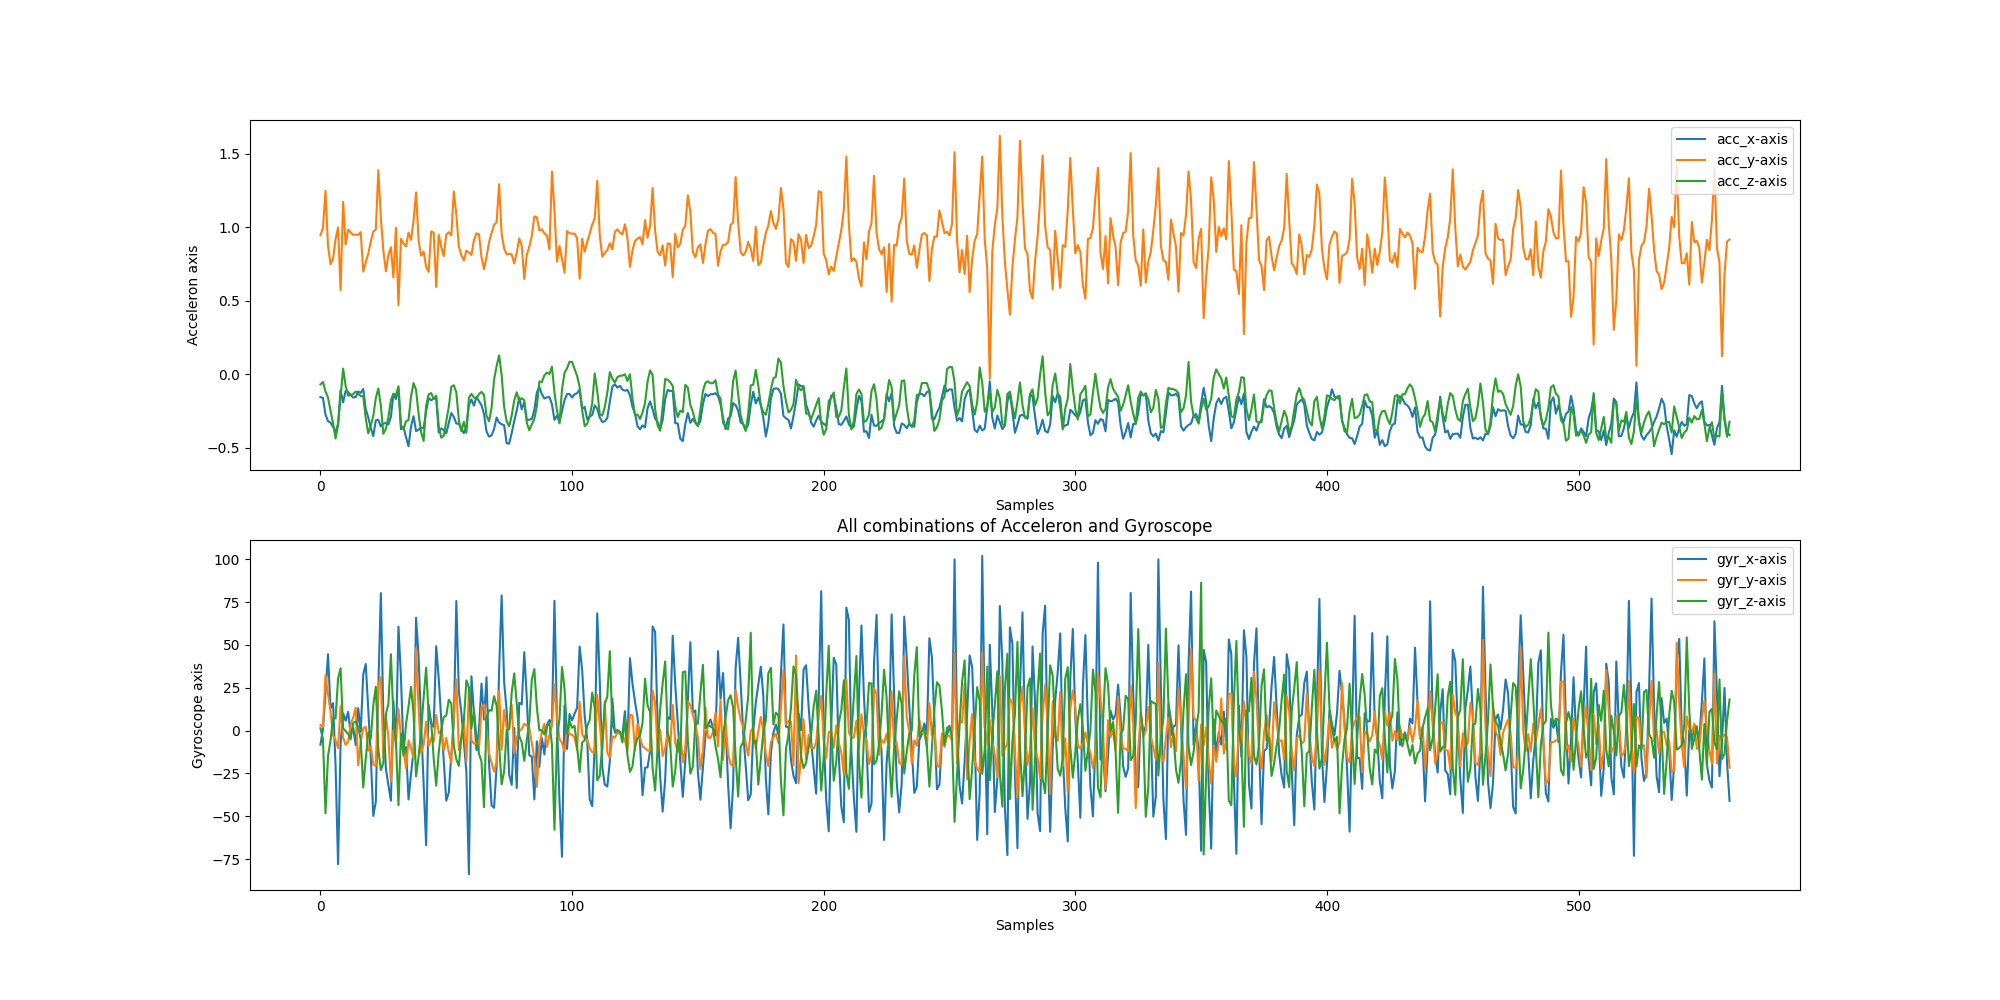 1.5
1.0
0.5
0.0
−0.5
Acceleron axis
acc_x-axis
acc_y-axis
acc_z-axis
0 100 200 300 400 500
Samples
All combinations of Acceleron and Gyroscope
100
75
50
25
0
−25
−50
−75
Gyroscope axis
gyr_x-axis
gyr_y-axis
gyr_z-axis
0 100 200 300 400 500
Samples